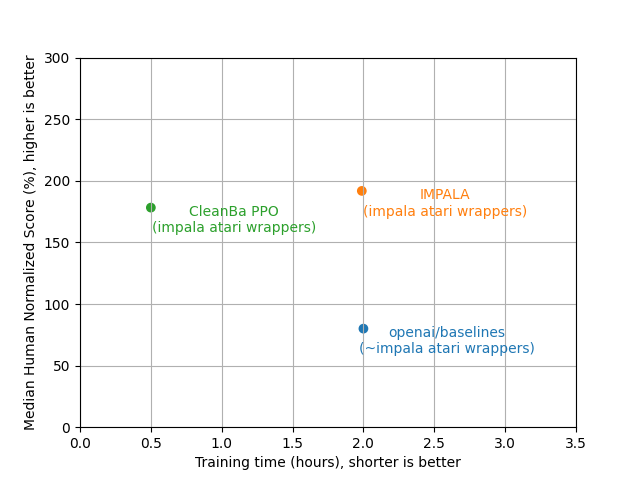 300
250
200
150
100
50
0
Median Human Normalized Score (%), higher is better
IMPALA
(impala atari wrappers)
CleanBa PPO
(impala atari wrappers)
openai/baselines
(~impala atari wrappers)
0.0 0.5 1.0 1.5 2.0 2.5 3.0 3.5
Training time (hours), shorter is better